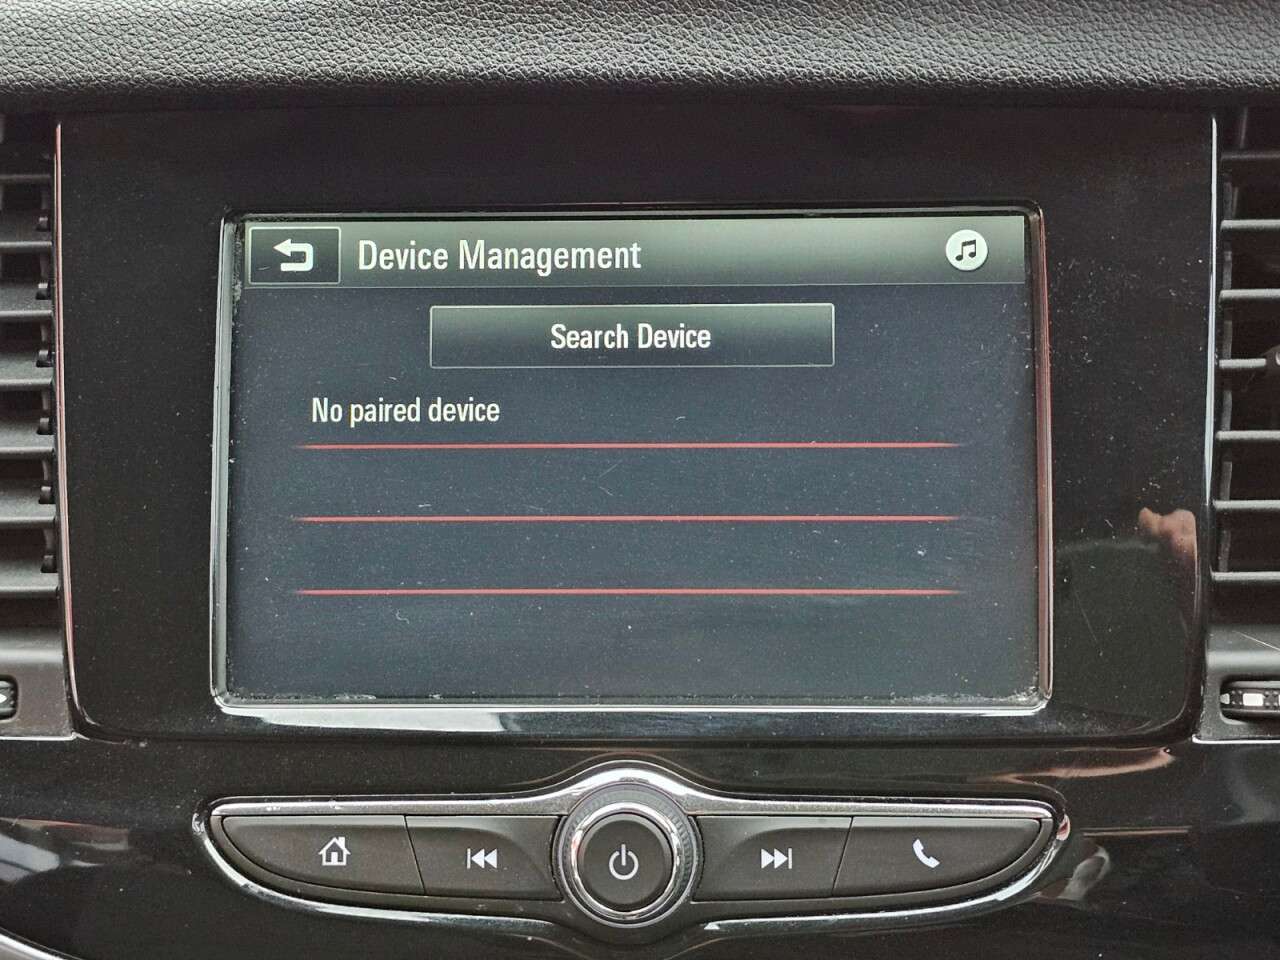 Device Management
Search Device
No paired device